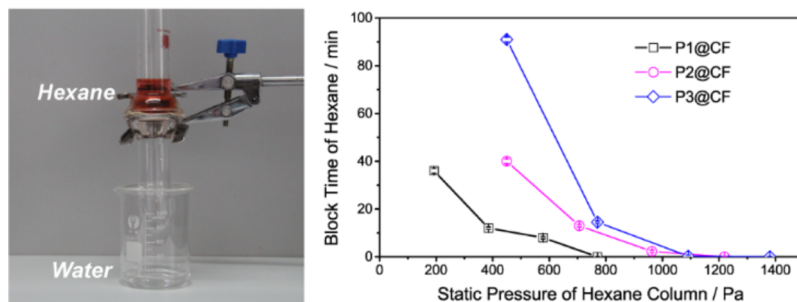 Hexane
Water
Block Time of Hexane / min
100
80
60
40
20
0
P1@CF
P2@CF
P3@CF
0 200 400 600 800 1000 1200 1400
Static Pressure of Hexane Column / Pa